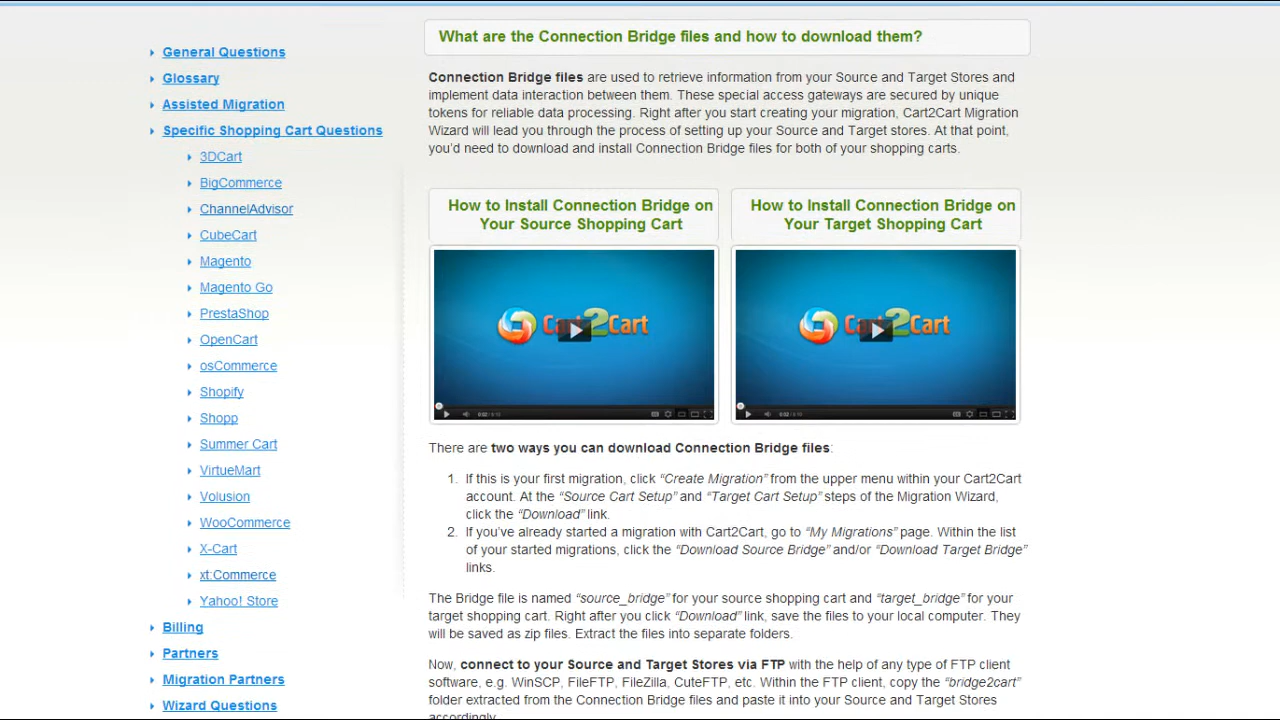 General Questions
Glossary
Assisted Migration
Specific Shopping Cart Questions
3DCart
BigCommerce
ChannelAdvisor
CubeCart
Magento
Magento Go
PrestaShop
OpenCart
osCommerce
Shopify
Shopp
Summer Cart
VirtueMart
Volusion
WooCommerce
X-Cart
xt:Commerce
Yahoo! Store
Billing
Partners
Migration Partners
Wizard Questions
What are the Connection Bridge files and how to download them?
Connection Bridge files are used to retrieve information from your Source and Target Stores and
implement data interaction between them. These special access gateways are secured by unique
tokens for reliable data processing. Right after you start creating your migration, Cart2Cart Migration
Wizard will lead you through the process of setting up your Source and Target stores. At that point,
you’d need to download and install Connection Bridge files for both of your shopping carts.
How to Install Connection Bridge on
Your Source Shopping Cart
Cart2Cart
How to Install Connection Bridge on
Your Target Shopping Cart
Cart2Cart
There are two ways you can download Connection Bridge files:
1. If this is your first migration, click “Create Migration” from the upper menu within your Cart2Cart
account. At the “Source Cart Setup” and “Target Cart Setup” steps of the Migration Wizard,
click the “Download” link.
2. If you’ve already started a migration with Cart2Cart, go to “My Migrations” page. Within the list
of your started migrations, click the “Download Source Bridge” and/or “Download Target Bridge”
links.
The Bridge file is named “source_bridge” for your source shopping cart and “target_bridge” for your
target shopping cart. Right after you click “Download” link, save the files to your local computer. They
will be saved as zip files. Extract the files into separate folders.
Now, connect to your Source and Target Stores via FTP with the help of any type of FTP client
software, e.g. WinSCP, FileFTP, FileZilla, CuteFTP, etc. Within the FTP client, copy the “bridge2cart”
folder extracted from the Connection Bridge files and paste it into your Source and Target Stores
accordingly.